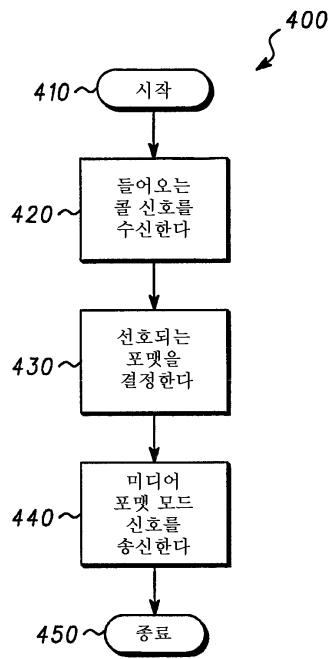 400
410
시작
420
들어오는
콜 신호를
수신한다
430
선호되는
포맷을
결정한다
440
미디어
포맷 모드
신호를
송신한다
450
종료